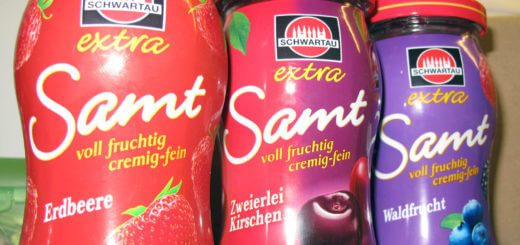 SCHWARTAU
extra
Samt
voll fruchtig
cremig-fein
Erdbeere
SCHWARTAU
extra
Samt
voll fruchtig
cremig-fein
Zweierlei
Kirschen
SCHWARTAU
extra
Samt
voll fruchtig
cremig-fein
Waldfrucht